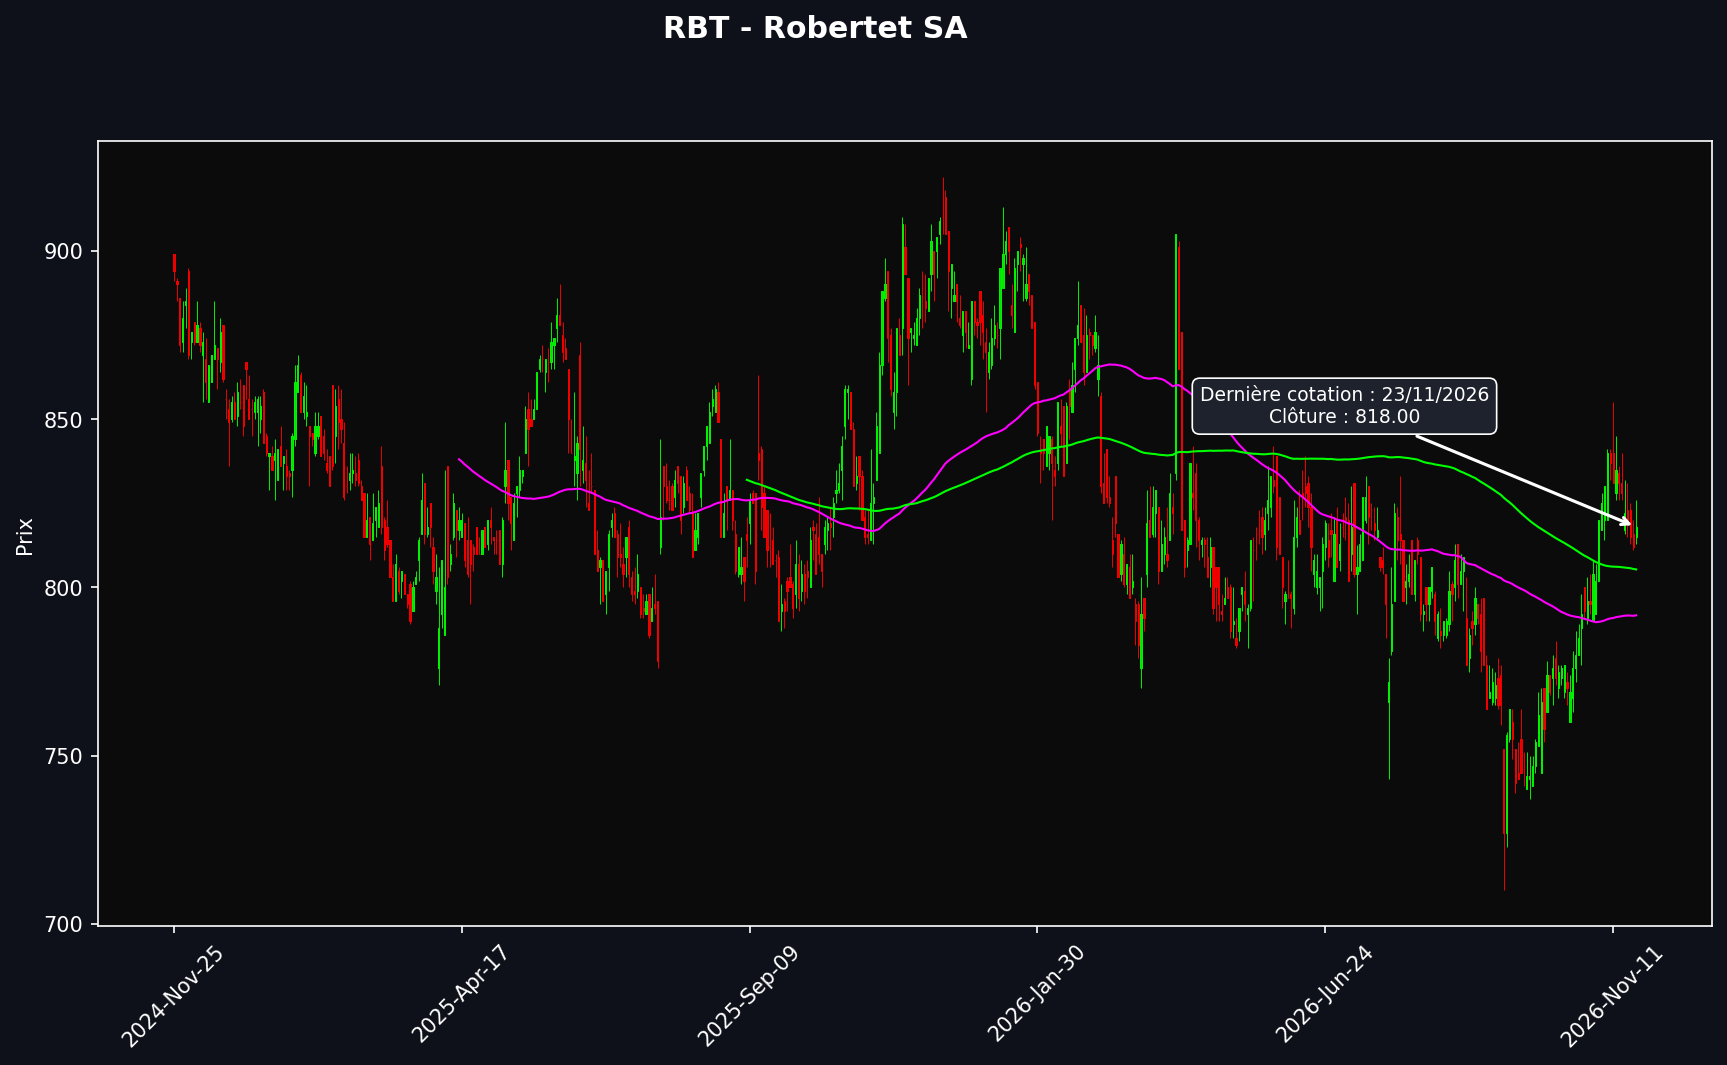 RBT - Robertet SA
Prix
900
850
800
750
700
Dernière cotation : 23/11/2026
Clôture : 818.00
2024-Nov-25
2025-Apr-17
2025-Sep-09
2026-Jan-30
2026-Jun-24
2026-Nov-11